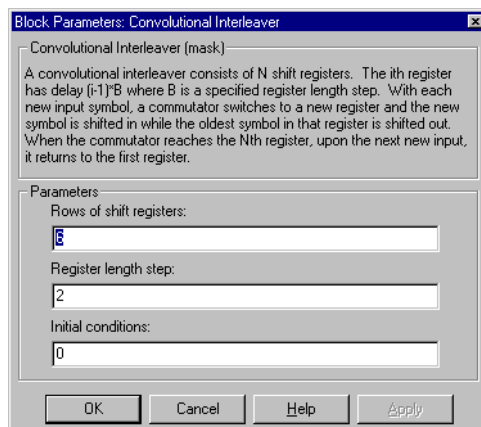 Block Parameters: Convolutional Interleaver
Convolutional Interleaver (mask)
A convolutional interleaver consists of N shift registers. The ith register
has delay (i-1)*B where B is a specified register length step. With each
new input symbol, a commutator switches to a new register and the new
symbol is shifted in while the oldest symbol in that register is shifted out.
When the commutator reaches the Nth register, upon the next new input,
it returns to the first register.
Parameters
Rows of shift registers:
6
Register length step:
2
Initial conditions:
0
OK Cancel Help Apply